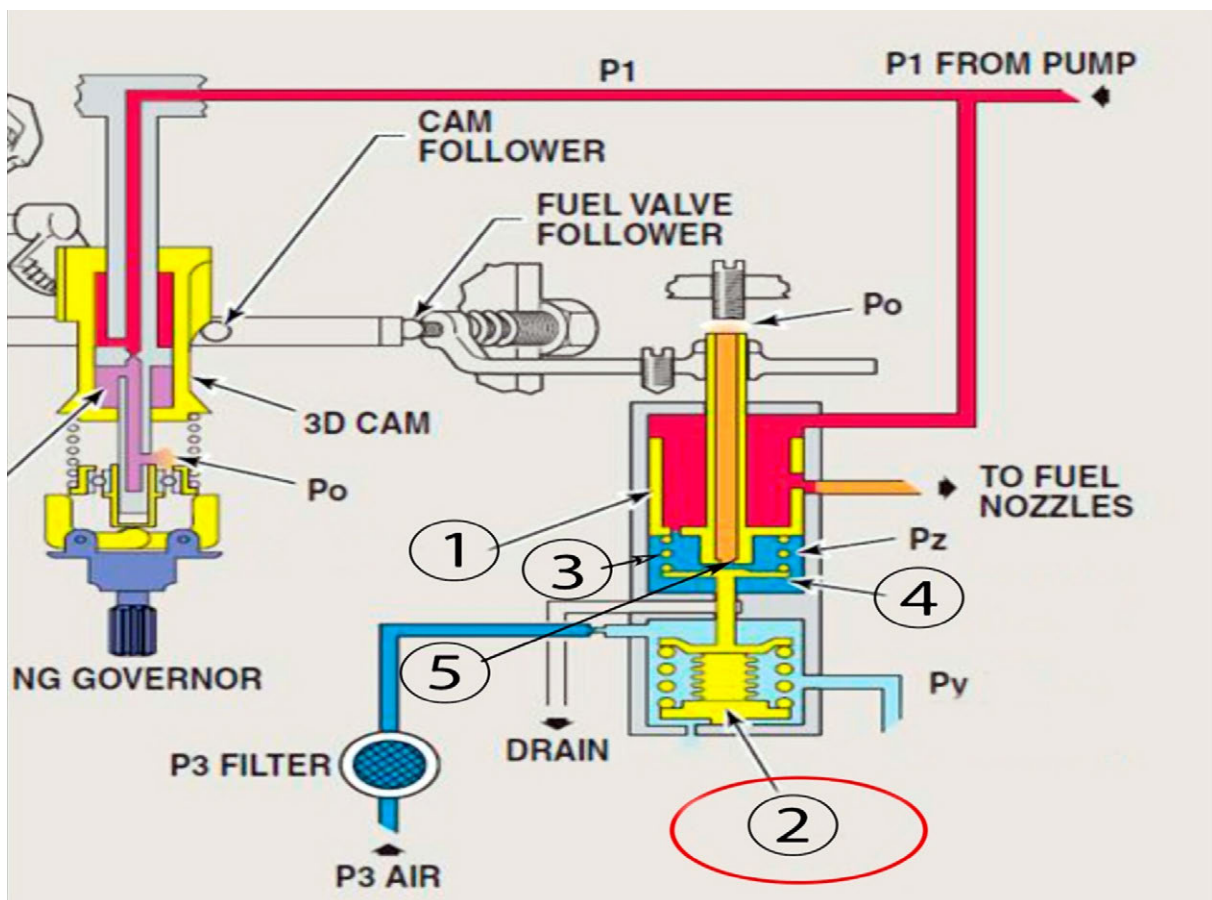 P1
P1 FROM PUMP
CAM
FOLLOWER
FUEL VALVE
FOLLOWER
Po
3D CAM
Po
TO FUEL
NOZZLES
1
3
Pz
4
5
NG GOVERNOR
Py
P3 FILTER
DRAIN
2
P3 AIR